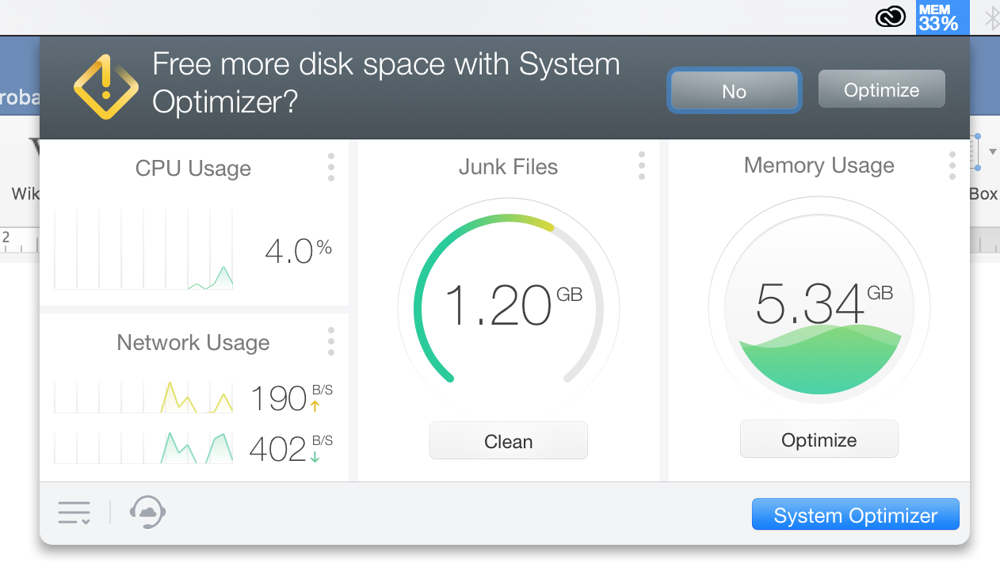 MEM
33%
Free more disk space with System
Optimizer?
No
Optimize
roba
Wik
Box
2
CPU Usage
4.0%
Network Usage
190 B/S
402 B/S
Junk Files
1.20 GB
Clean
Memory Usage
5.34 GB
Optimize
System Optimizer